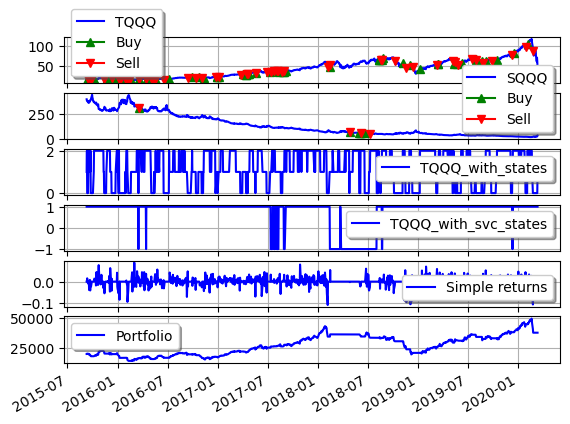 TQQQ
Buy
Sell
100
50
SQQQ
Buy
Sell
250
0
2
0
TQQQ_with_states
1
0
−1
TQQQ_with_svc_states
0.0
−0.1
Simple returns
50000
25000
Portfolio
2015-07
2016-01
2016-07
2017-01
2017-07
2018-01
2018-07
2019-01
2019-07
2020-01